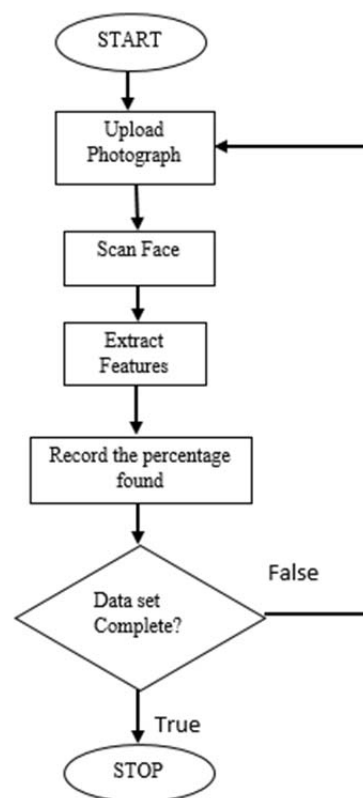 START
Upload
Photograph
Scan Face
Extract
Features
Record the percentage
found
Data set
Complete?
False
True
STOP